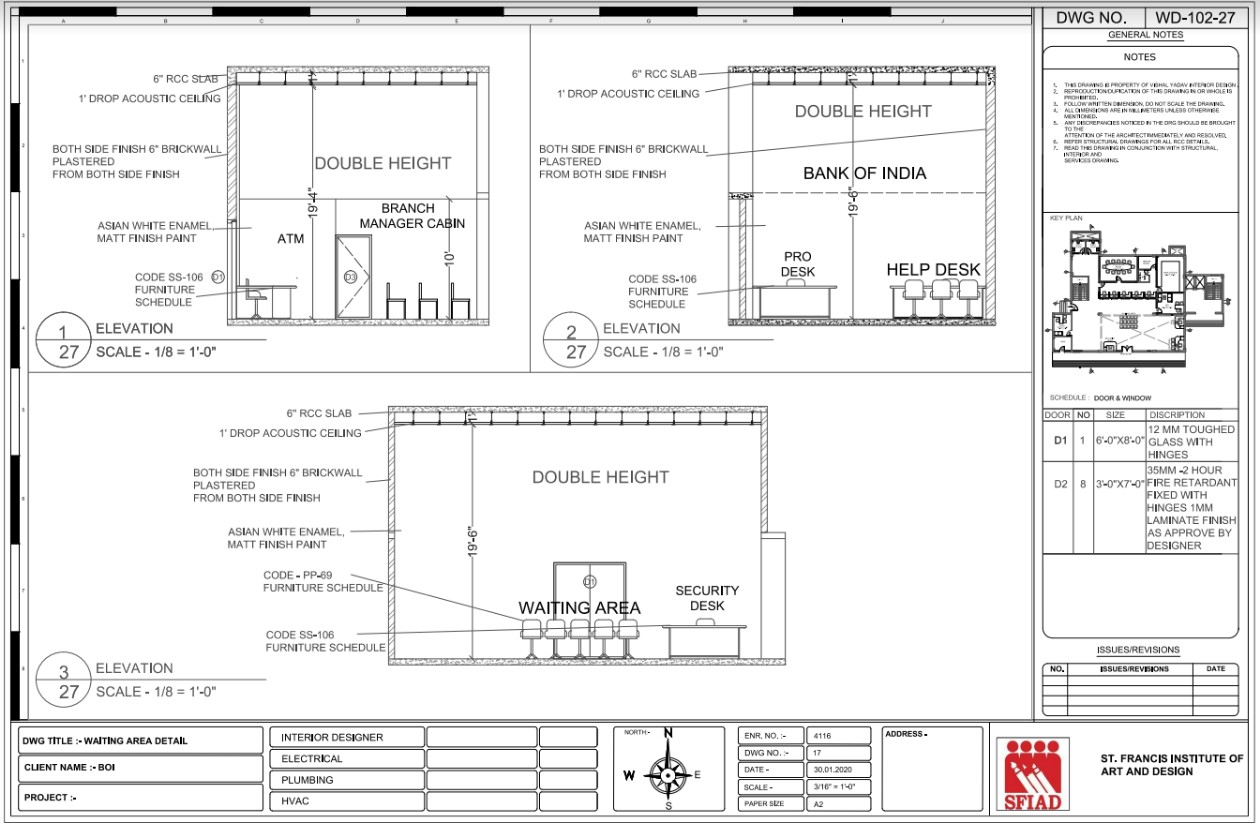 A B C D E F G H I J
DWG NO. WD-102-27
GENERAL NOTES
NOTES
1. THIS DRAWING IS PROPERTY OF VISHAL YADAV INTERIOR DESIGN.
2. REPRODUCTION/DUPLICATION OF THIS DRAWING IN OR WHOLE IS
PROHIBITED.
3. FOLLOW WRITTEN DIMENSION, DO NOT SCALE THE DRAWING.
4. ALL DIMENSIONS ARE IN MILLIMETERS UNLESS OTHERWISE
MENTIONED.
5. ANY DISCREPANCIES NOTICED IN THE DRG SHOULD BE BROUGHT
TO THE
ATTENTION OF THE ARCHITECT IMMEDIATELY AND RESOLVED.
6. REFER STRUCTURAL DRAWINGS FOR ALL RCC DETAILS.
7. READ THIS DRAWING IN CONJUNCTION WITH STRUCTURAL,
INTERIOR AND
SERVICES DRAWING.
6" RCC SLAB
1' DROP ACOUSTIC CEILING
1'
BOTH SIDE FINISH 6" BRICKWALL
PLASTERED
FROM BOTH SIDE FINISH
DOUBLE HEIGHT
19'-4"
ASIAN WHITE ENAMEL,
MATT FINISH PAINT
ATM
BRANCH
MANAGER CABIN
10'
CODE SS-106 D1
FURNITURE
SCHEDULE
D3
1
27
ELEVATION
SCALE - 1/8 = 1'-0"
6" RCC SLAB
1' DROP ACOUSTIC CEILING
1'
DOUBLE HEIGHT
BOTH SIDE FINISH 6" BRICKWALL
PLASTERED
FROM BOTH SIDE FINISH
BANK OF INDIA
19'-6"
ASIAN WHITE ENAMEL,
MATT FINISH PAINT
PRO
DESK
HELP DESK
CODE SS-106
FURNITURE
SCHEDULE
2
27
ELEVATION
SCALE - 1/8 = 1'-0"
6" RCC SLAB
1' DROP ACOUSTIC CEILING
1'
BOTH SIDE FINISH 6" BRICKWALL
PLASTERED
FROM BOTH SIDE FINISH
DOUBLE HEIGHT
ASIAN WHITE ENAMEL,
MATT FINISH PAINT
19'-6"
CODE - PP-69
FURNITURE SCHEDULE
D1
WAITING AREA
SECURITY
DESK
CODE SS-106
FURNITURE SCHEDULE
3
27
ELEVATION
SCALE - 1/8 = 1'-0"
KEY PLAN
SCHEDULE : DOOR & WINDOW
DOOR NO SIZE DISCRIPTION
D1 1 6'-0"X8'-0" 12 MM TOUGHED
GLASS WITH
HINGES
D2 8 3'-0"X7'-0" 35MM -2 HOUR
FIRE RETARDANT
FIXED WITH
HINGES 1MM
LAMINATE FINISH
AS APPROVE BY
DESIGNER
ISSUES/REVISIONS
NO. ISSUES/REVISIONS DATE
DWG TITLE :- WAITING AREA DETAIL
CLIENT NAME :- BOI
PROJECT :-
INTERIOR DESIGNER
ELECTRICAL
PLUMBING
HVAC
NORTH:- N
W E
S
ENR. NO. :- 4116
DWG NO. :- 17
DATE - 30.01.2020
SCALE - 3/16" = 1'-0"
PAPER SIZE A2
ADDRESS -
SFIAD
ST. FRANCIS INSTITUTE OF
ART AND DESIGN